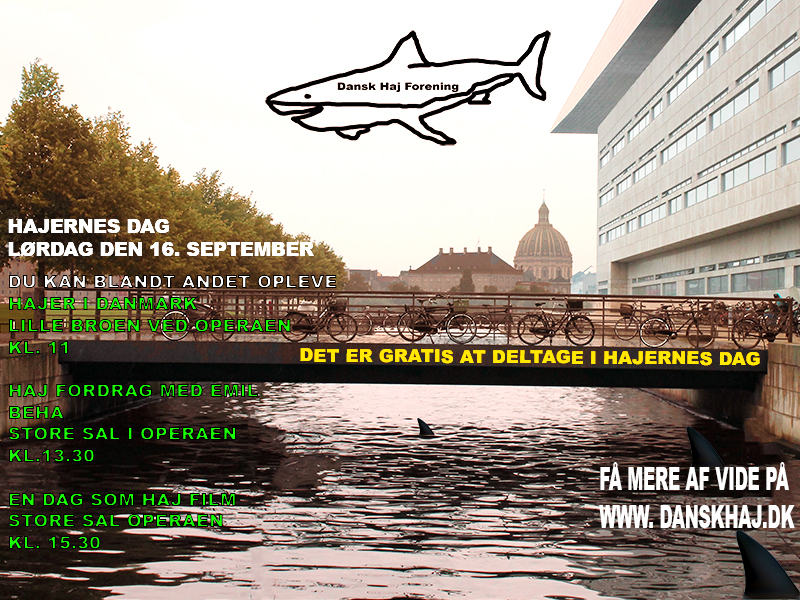 Dansk Haj Forening
HAJERNES DAG
LØRDAG DEN 16. SEPTEMBER
DU KAN BLANDT ANDET OPLEVE
HAJER I DANMARK
LILLE BROEN VED OPERAEN
KL. 11
DET ER GRATIS AT DELTAGE I HAJERNES DAG
HAJ FORDRAG MED EMIL
BEHA
STORE SAL I OPERAEN
KL.13.30
EN DAG SOM HAJ FILM
STORE SAL OPERAEN
KL. 15.30
FÅ MERE AF VIDE PÅ
WWW. DANSKHAJ.DK